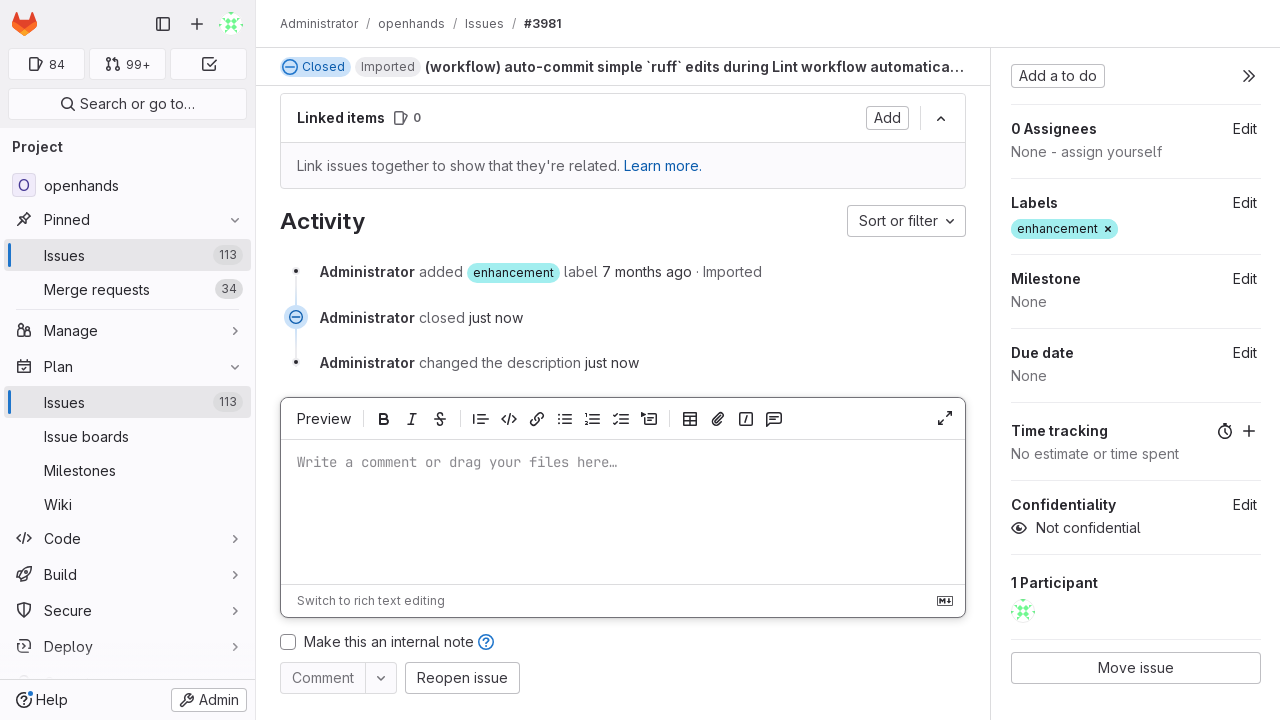 Administrator / openhands / Issues / #3981
84 99+
Search or go to…
Project
O openhands
Pinned
Issues 113
Merge requests 34
Manage
Plan
Issues 113
Issue boards
Milestones
Wiki
Code
Build
Secure
Deploy
Help Admin
Closed Imported (workflow) auto-commit simple `ruff` edits during Lint workflow automatica…
Linked items 0 Add
Link issues together to show that they're related. Learn more.
Activity Sort or filter
Administrator added enhancement label 7 months ago · Imported
Administrator closed just now
Administrator changed the description just now
Preview
Write a comment or drag your files here…
Switch to rich text editing
Make this an internal note
Comment Reopen issue
Add a to do
0 Assignees Edit
None - assign yourself
Labels Edit
enhancement ×
Milestone Edit
None
Due date Edit
None
Time tracking
No estimate or time spent
Confidentiality Edit
Not confidential
1 Participant
Move issue